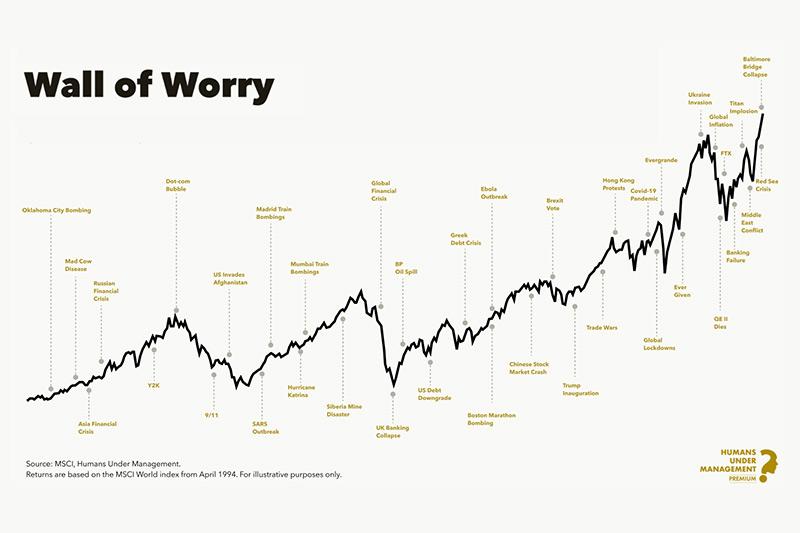 Wall of Worry
Baltimore
Bridge
Collapse
Ukraine
Invasion
Titan
Implosion
Global
Inflation
FTX
Evergrande
Red Sea
Crisis
Hong Kong
Protests
Covid-19
Pandemic
Dot-com
Bubble
Global
Financial
Crisis
Ebola
Outbreak
Brexit
Vote
Oklahoma City Bombing
Madrid Train
Bombings
Middle
East
Conflict
Greek
Debt Crisis
Banking
Failure
Mad Cow
Disease
Mumbai Train
Bombings
BP
Oil Spill
US Invades
Afghanistan
Russian
Financial
Crisis
Ever
Given
QE II
Dies
Trade Wars
Global
Lockdowns
Chinese Stock
Market Crash
Y2K
Trump
Inauguration
Hurricane
Katrina
US Debt
Downgrade
Siberia Mine
Disaster
9/11
Boston Marathon
Bombing
Asia Financial
Crisis
SARS
Outbreak
UK Banking
Collapse
Source: MSCI, Humans Under Management.
Returns are based on the MSCI World index from April 1994. For illustrative purposes only.
HUMANS
UNDER
MANAGEMENT
PREMIUM